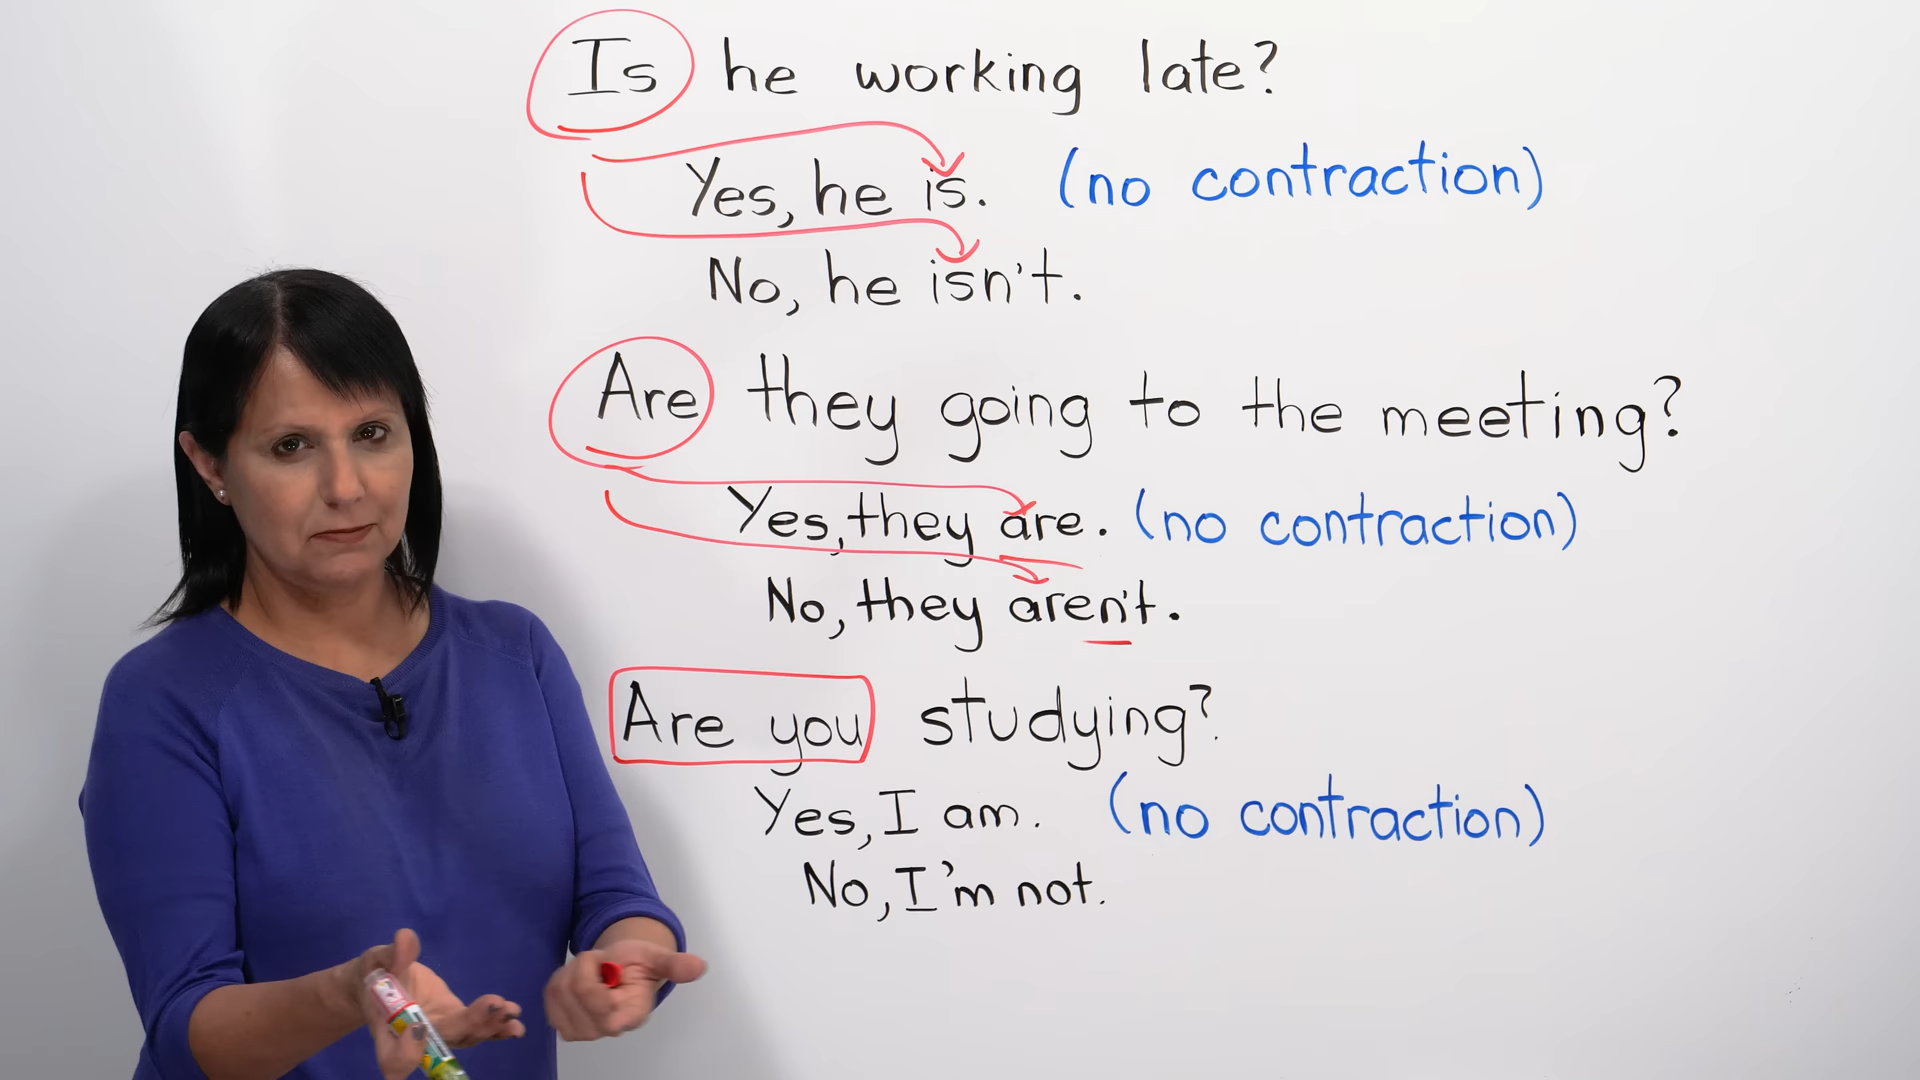 Is he working late?
Yes, he is. (no contraction)
No, he isn't.
Are they going to the meeting?
Yes, they are. (no contraction)
No, they aren't.
Are you studying?
Yes, I am. (no contraction)
No, I'm not.